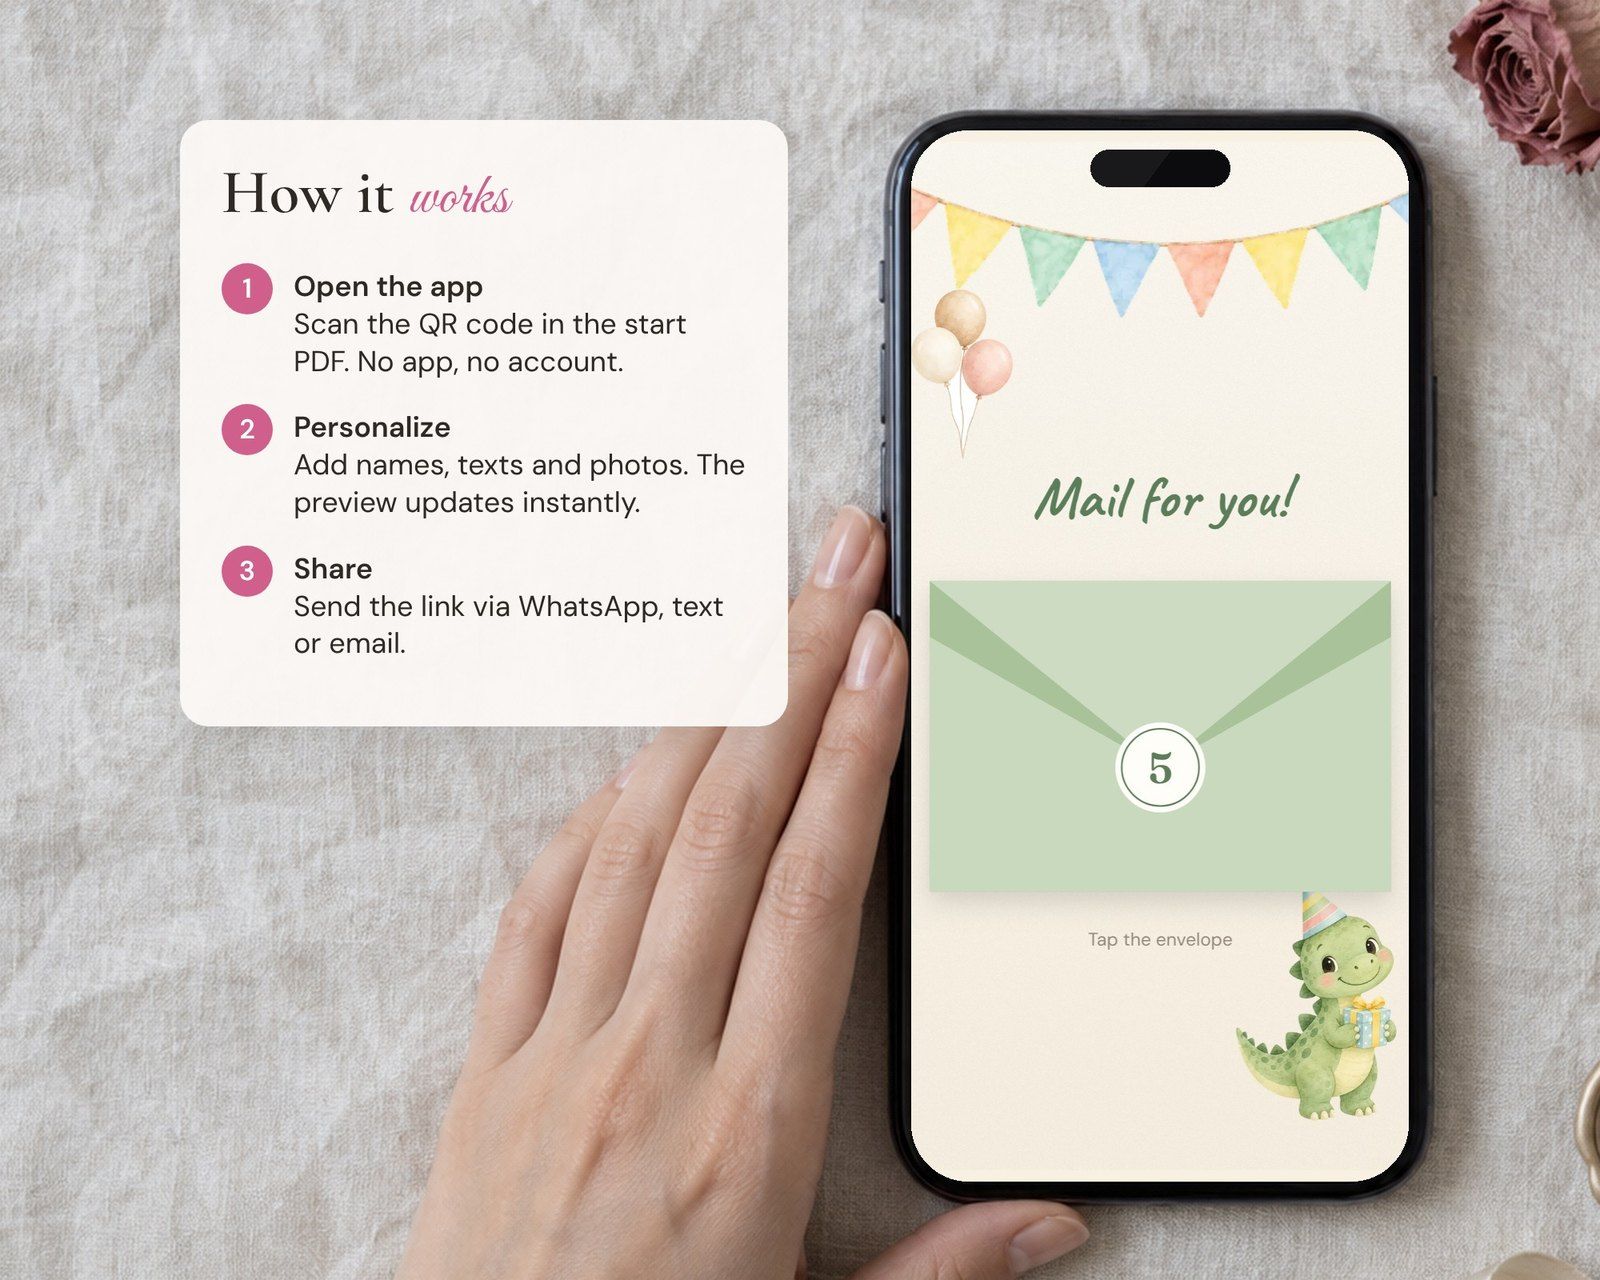 How it works
1
Open the app
Scan the QR code in the start
PDF. No app, no account.
2
Personalize
Add names, texts and photos. The
preview updates instantly.
3
Share
Send the link via WhatsApp, text
or email.
Mail for you!
5
Tap the envelope